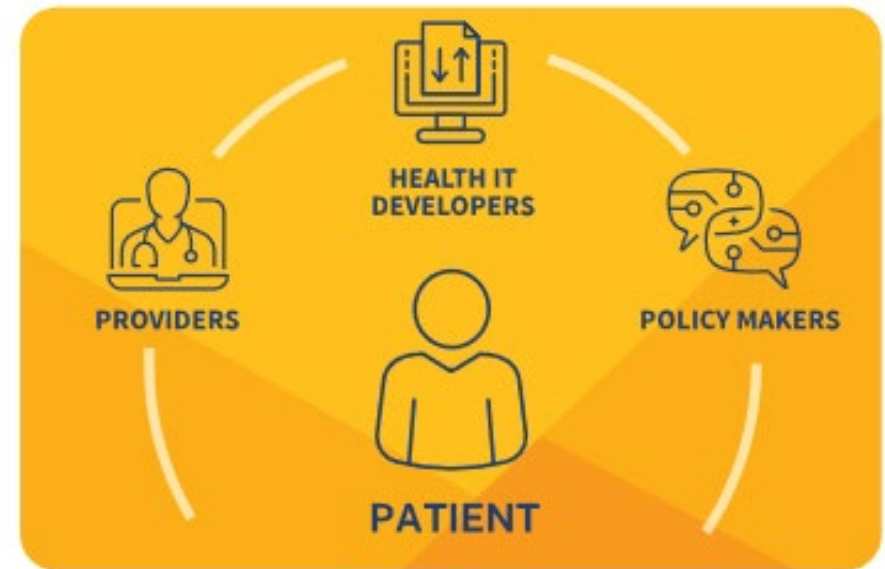 HEALTH IT
DEVELOPERS
PROVIDERS
POLICY MAKERS
PATIENT